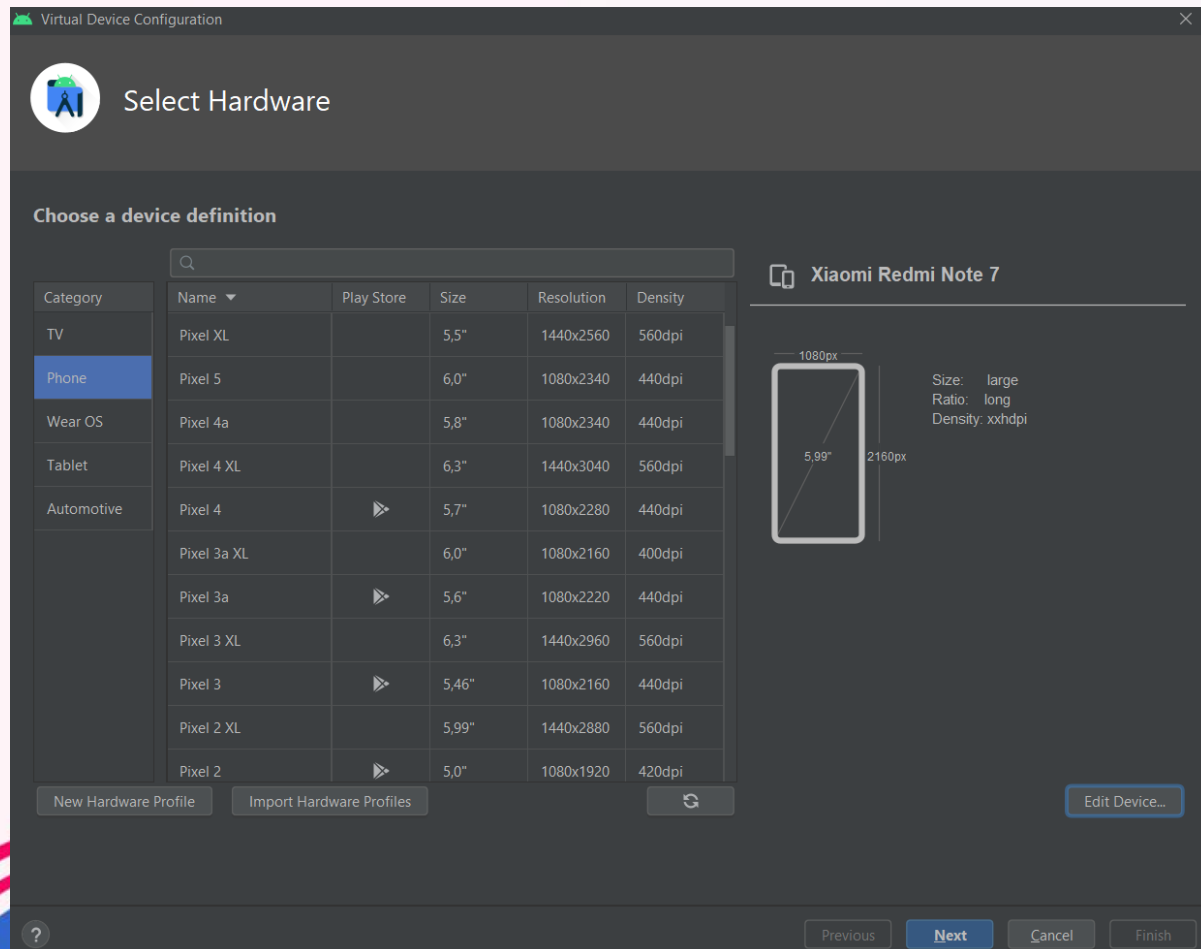 Virtual Device Configuration
Select Hardware
Choose a device definition
Category
TV
Phone
Wear OS
Tablet
Automotive
Name Play Store Size Resolution Density
Pixel XL 5,5" 1440x2560 560dpi
Pixel 5 6,0" 1080x2340 440dpi
Pixel 4a 5,8" 1080x2340 440dpi
Pixel 4 XL 6,3" 1440x3040 560dpi
Pixel 4 5,7" 1080x2280 440dpi
Pixel 3a XL 6,0" 1080x2160 400dpi
Pixel 3a 5,6" 1080x2220 440dpi
Pixel 3 XL 6,3" 1440x2960 560dpi
Pixel 3 5,46" 1080x2160 440dpi
Pixel 2 XL 5,99" 1440x2880 560dpi
Pixel 2 5,0" 1080x1920 420dpi
New Hardware Profile Import Hardware Profiles
Xiaomi Redmi Note 7
1080px
5,99" 2160px
Size: large
Ratio: long
Density: xxhdpi
Edit Device...
? Previous Next Cancel Finish